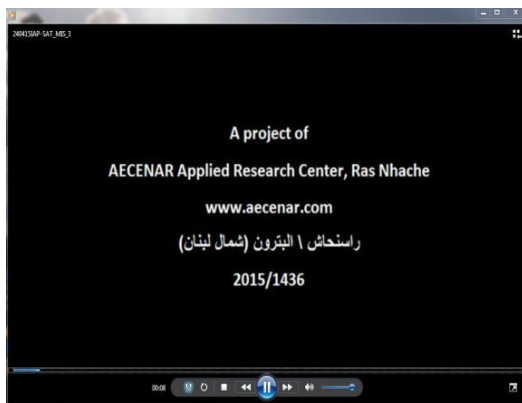 240415IAP-SAT_MIS_3
A project of
AECENAR Applied Research Center, Ras Nhache
www.aecenar.com
راسنحاش \ البترون (شمال لبنان)
2015/1436
00:08